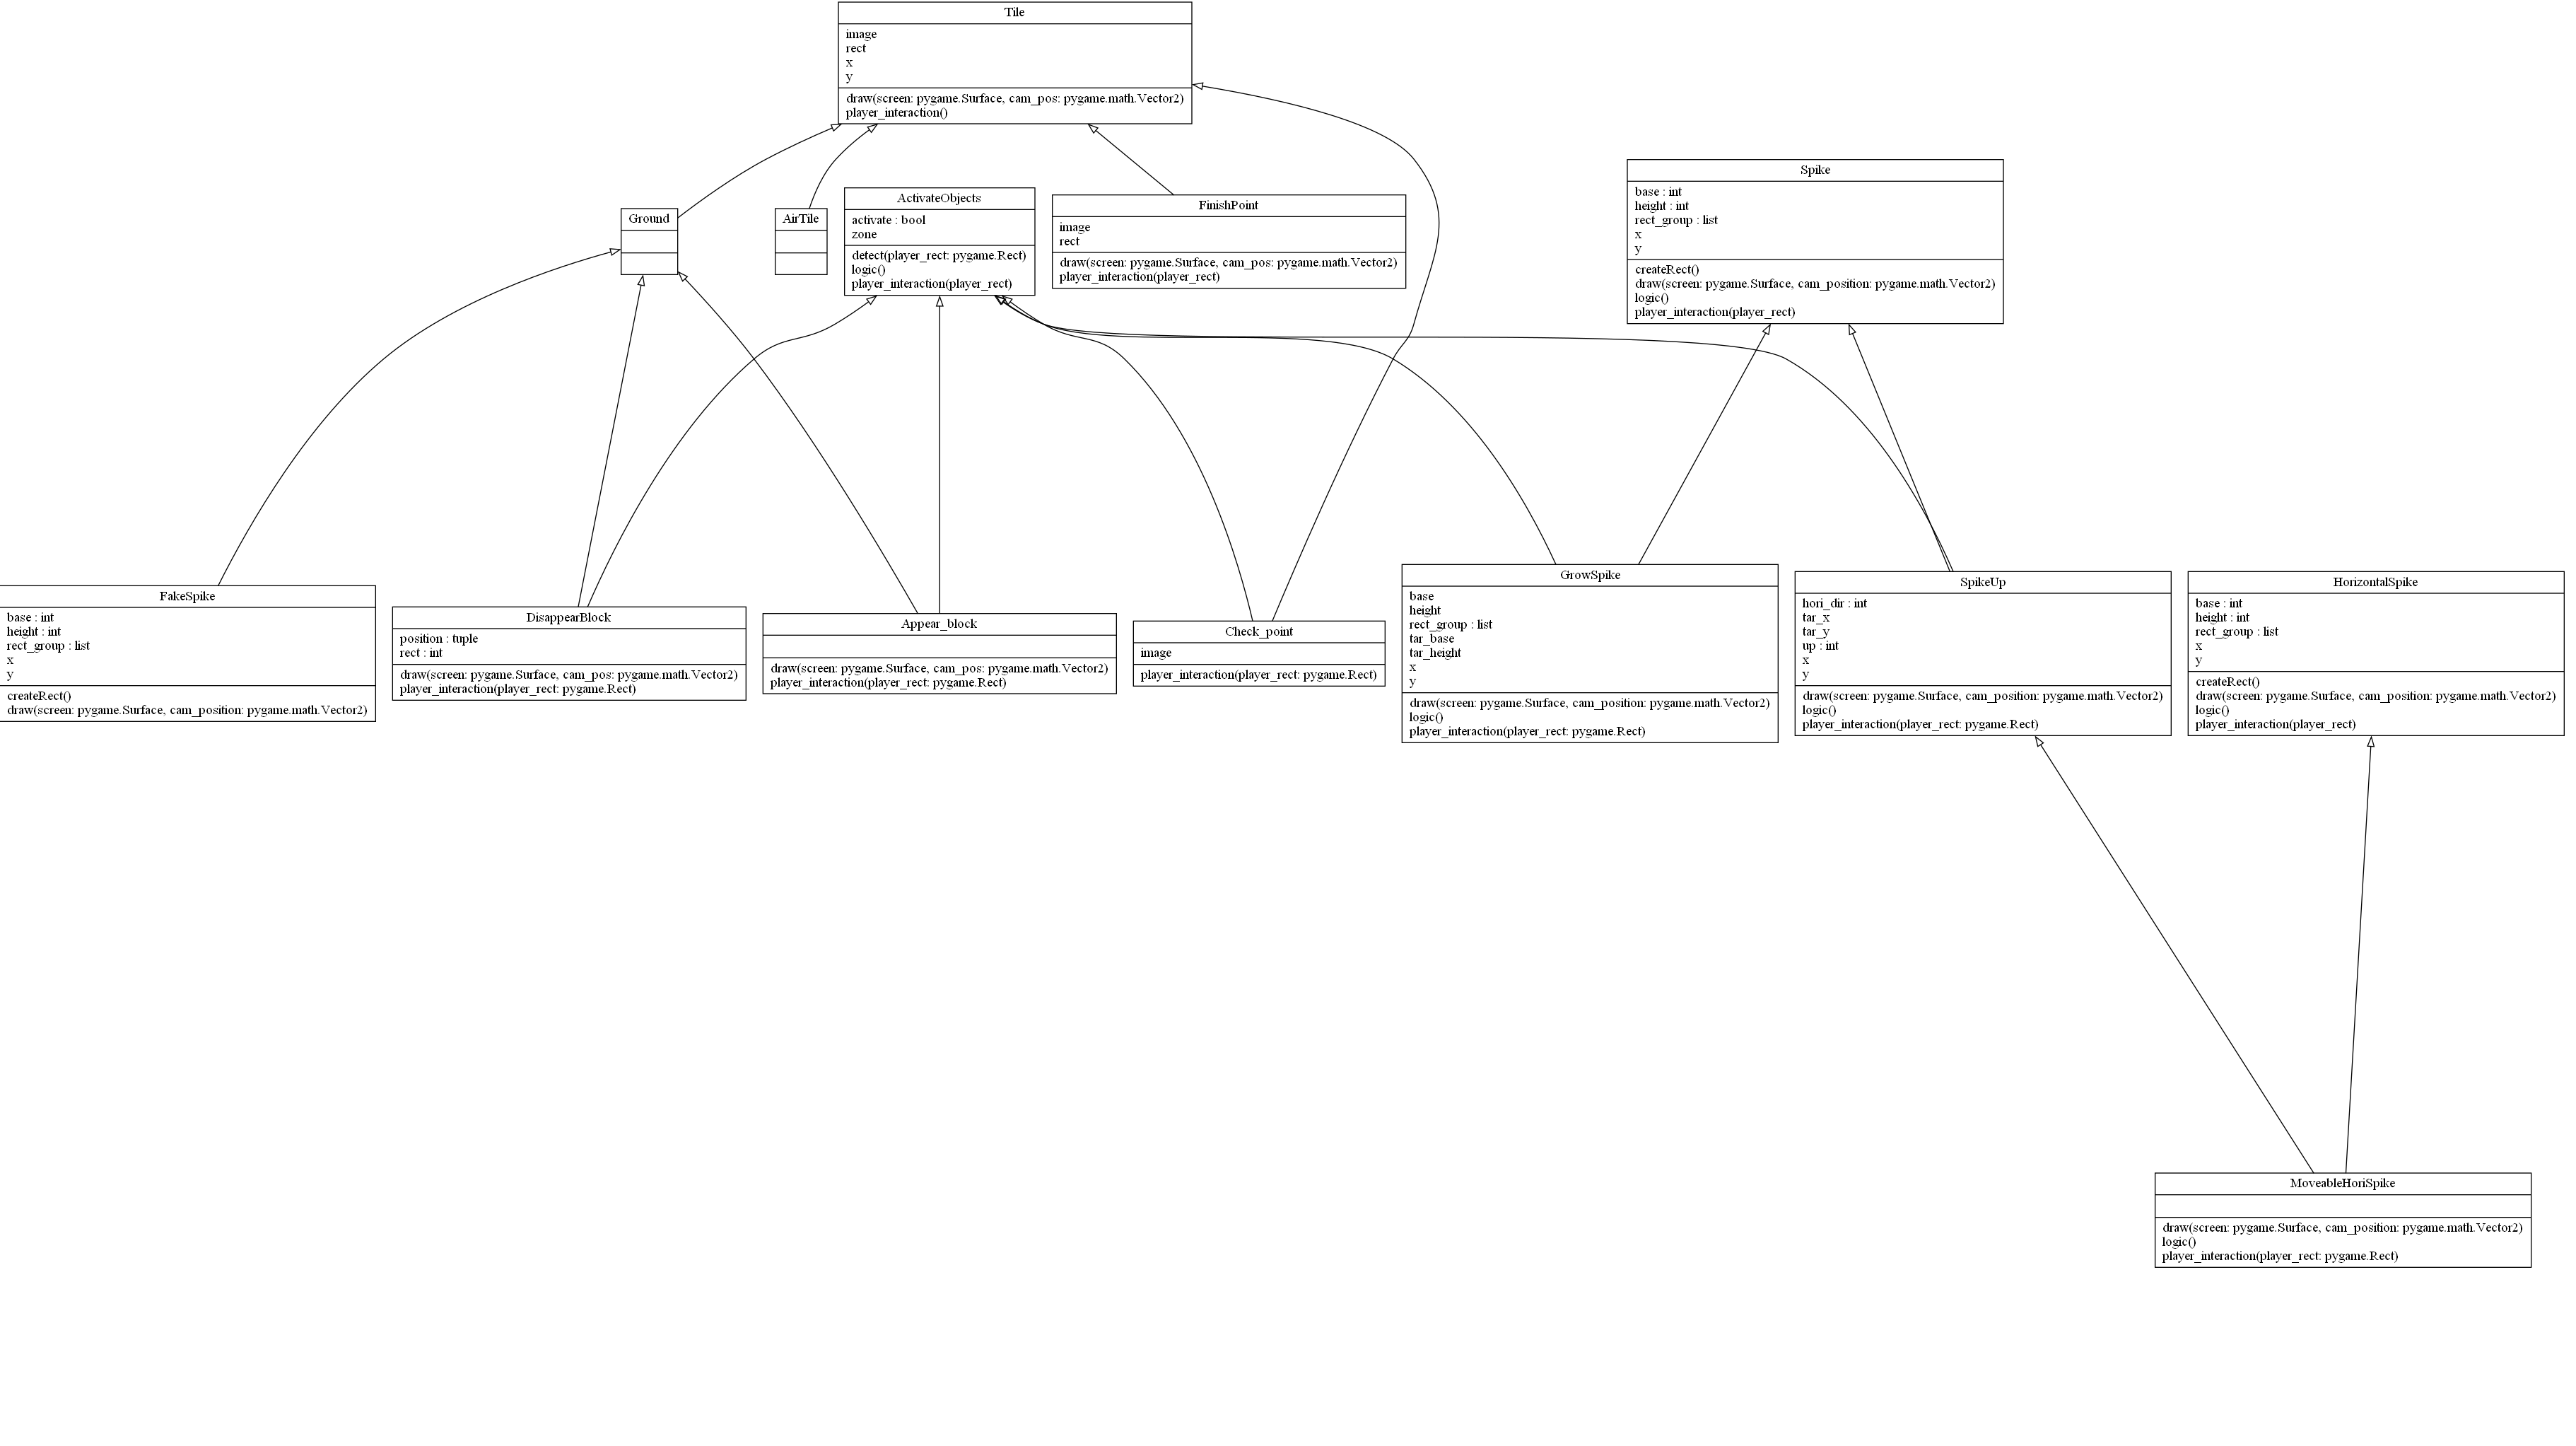 Tile
image
rect
x
y
draw(screen: pygame.Surface, cam_pos: pygame.math.Vector2)
player_interaction()
Ground
AirTile
ActivateObjects
activate : bool
zone
detect(player_rect: pygame.Rect)
logic()
player_interaction(player_rect)
FinishPoint
image
rect
draw(screen: pygame.Surface, cam_pos: pygame.math.Vector2)
player_interaction(player_rect)
Spike
base : int
height : int
rect_group : list
x
y
createRect()
draw(screen: pygame.Surface, cam_position: pygame.math.Vector2)
logic()
player_interaction(player_rect)
FakeSpike
base : int
height : int
rect_group : list
x
y
createRect()
draw(screen: pygame.Surface, cam_position: pygame.math.Vector2)
DisappearBlock
position : tuple
rect : int
draw(screen: pygame.Surface, cam_pos: pygame.math.Vector2)
player_interaction(player_rect: pygame.Rect)
Appear_block
draw(screen: pygame.Surface, cam_pos: pygame.math.Vector2)
player_interaction(player_rect: pygame.Rect)
Check_point
image
player_interaction(player_rect: pygame.Rect)
GrowSpike
base
height
rect_group : list
tar_base
tar_height
x
y
draw(screen: pygame.Surface, cam_position: pygame.math.Vector2)
logic()
player_interaction(player_rect: pygame.Rect)
SpikeUp
hori_dir : int
tar_x
tar_y
up : int
x
y
draw(screen: pygame.Surface, cam_position: pygame.math.Vector2)
logic()
player_interaction(player_rect: pygame.Rect)
HorizontalSpike
base : int
height : int
rect_group : list
x
y
createRect()
draw(screen: pygame.Surface, cam_position: pygame.math.Vector2)
logic()
player_interaction(player_rect)
MoveableHoriSpike
draw(screen: pygame.Surface, cam_position: pygame.math.Vector2)
logic()
player_interaction(player_rect: pygame.Rect)